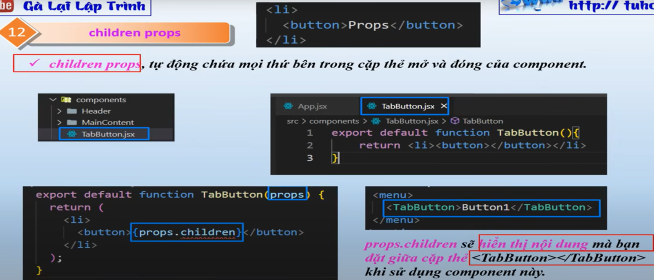 be Gà Lại Lập Trình
http:// tuho
12 children props
<li>
<button>Props</button>
</li>
✓ children props, tự động chứa mọi thứ bên trong cặp thẻ mở và đóng của component.
components
Header
MainContent
TabButton.jsx
App.jsx TabButton.jsx ×
src > components > TabButton.jsx > TabButton
1 export default function TabButton(){
2 return <li><button></button></li>
3 }
export default function TabButton(props) {
return (
<li>
<button>{props.children}</button>
</li>
);
}
<menu>
<TabButton>Button1</TabButton>
</menu>
props.children sẽ hiển thị nội dung mà bạn
đặt giữa cặp thẻ <TabButton></TabButton>
khi sử dụng component này.